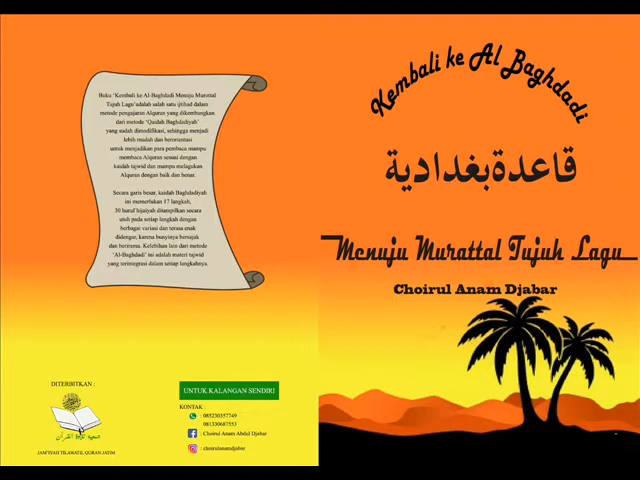 Buku 'Kembali ke Al-Baghdadi Menuju Murottal
Tujuh Lagu'adalah salah satu ijtihad dalam
metode pengajaran Alquran yang dikembangkan
dari metode 'Qaidah Baghdadiyah'
yang sudah dimodifikasi, sehingga menjadi
lebih mudah dan berorientasi
untuk menjadikan para pembaca mampu
membaca Alquran sesuai dengan
kaidah tajwid dan mampu melagukan
Alquran dengan baik dan benar.
Secara garis besar, kaidah Baghdadiyah
ini memerlukan 17 langkah,
30 huruf hijaiyah ditampilkan secara
utuh pada setiap langkah dengan
berbagai variasi dan terasa enak
didengar, karena bunyinya bersajak
dan berirama. Kelebihan lain dari metode
'Al-Baghdadi' ini adalah materi tajwid
yang terintegrasi dalam setiap langkahnya.
DITERBITKAN :
JAM'IYAH TILAWATIL QURAN JATIM
UNTUK KALANGAN SENDIRI
KONTAK :
: 085230357749
081330687553
: Choirul Anam Abdul Djabar
: choirulanamdjabar
Kembali ke Al Baghdadi
قاعدةبغدادية
Menuju Murattal Tujuh Lagu
Choirul Anam Djabar